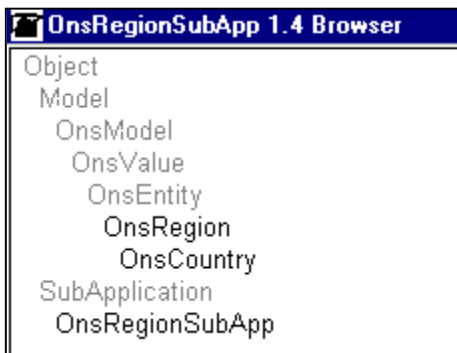 OnsRegionSubApp 1.4 Browser
Object
Model
OnsModel
OnsValue
OnsEntity
OnsRegion
OnsCountry
SubApplication
OnsRegionSubApp